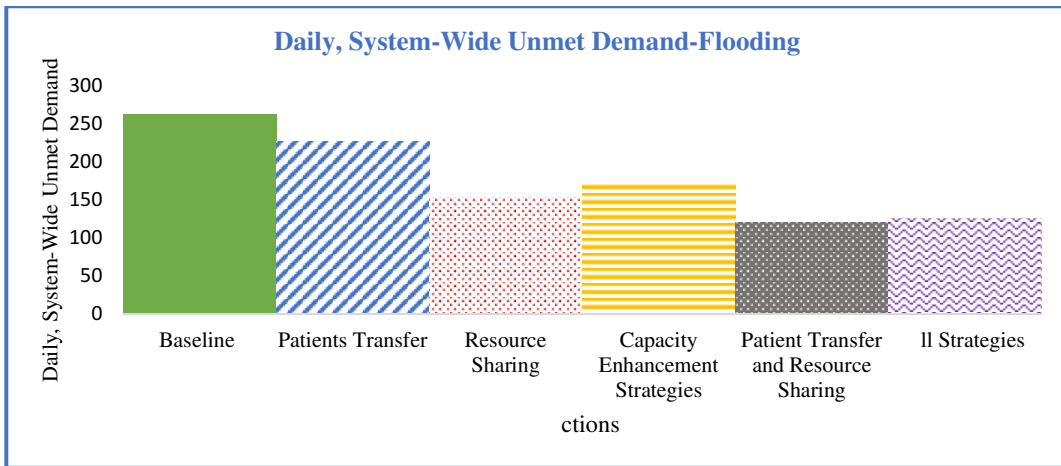 Daily, System-Wide Unmet Demand-Flooding
Daily, System-Wide Unmet Demand
300
250
200
150
100
50
0
Baseline
Patients Transfer
Resource
Sharing
Capacity
Enhancement
Strategies
Patient Transfer
and Resource
Sharing
ll Strategies
ctions